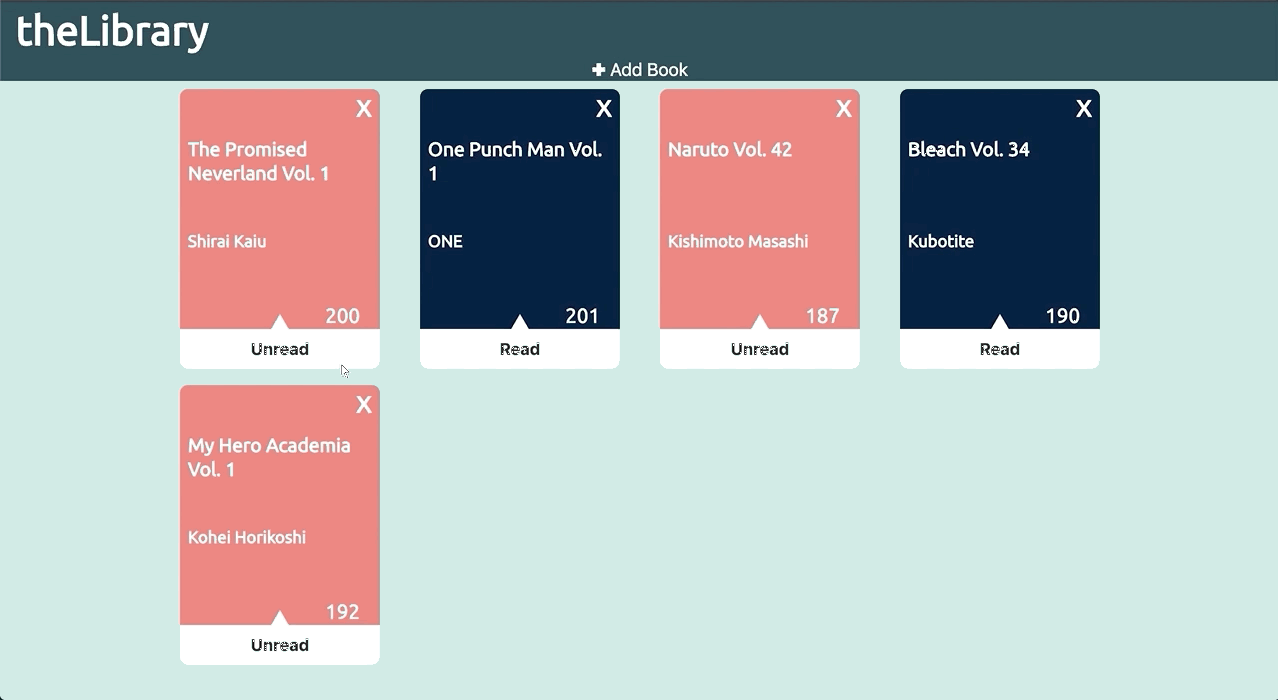 theLibrary
✚ Add Book
X
The Promised
Neverland Vol. 1
Shirai Kaiu
200
Unread
X
One Punch Man Vol.
1
ONE
201
Read
X
Naruto Vol. 42
Kishimoto Masashi
187
Unread
X
Bleach Vol. 34
Kubotite
190
Read
X
My Hero Academia
Vol. 1
Kohei Horikoshi
192
Unread